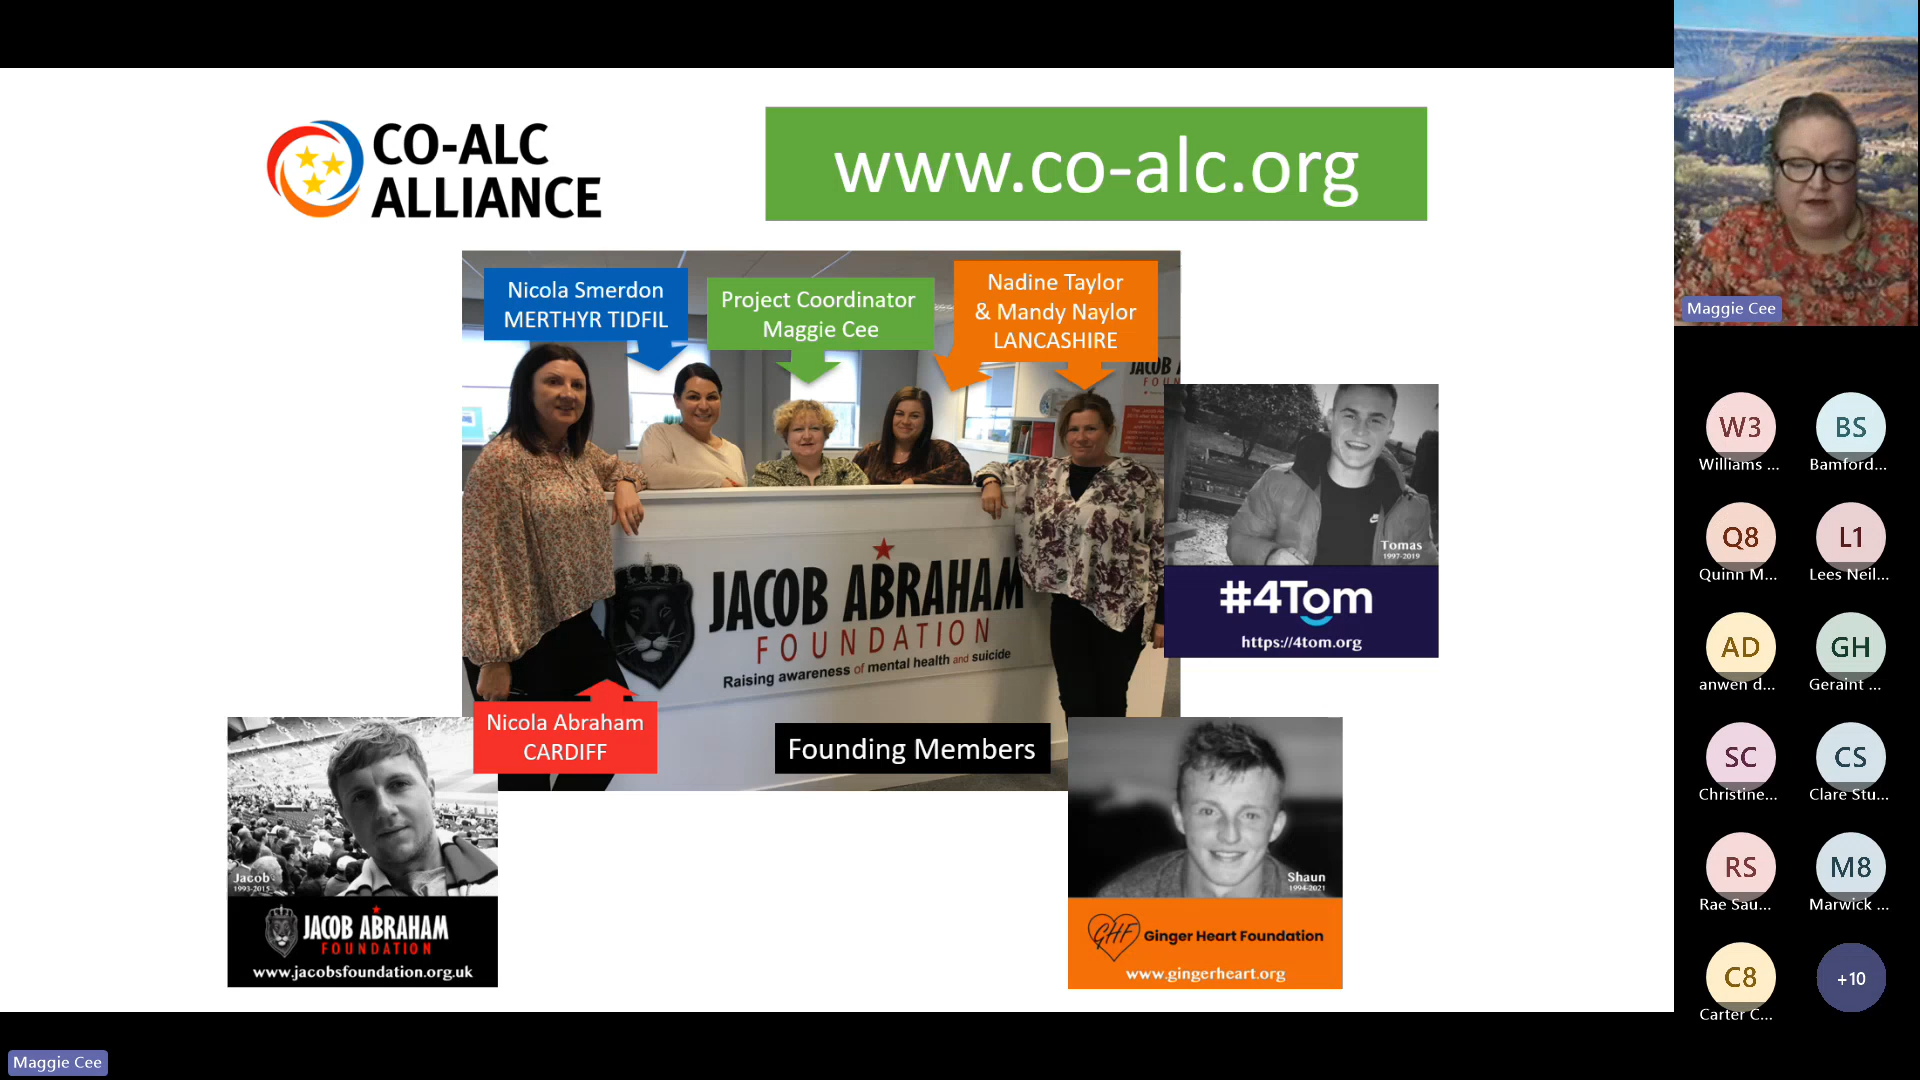 CO-ALC
ALLIANCE
www.co-alc.org
Nicola Smerdon
MERTHYR TIDFIL
Project Coordinator
Maggie Cee
Nadine Taylor
& Mandy Naylor
LANCASHIRE
JACOB A
FOUN
JACOB ABRAHAM
FOUNDATION
Raising awareness of mental health and suicide
Nicola Abraham
CARDIFF
Founding Members
Tomas
1997-2019
#4Tom
https://4tom.org
Jacob
1993-2015
JACOB ABRAHAM
FOUNDATION
www.jacobsfoundation.org.uk
Shaun
1994-2021
GHF
Ginger Heart Foundation
www.gingerheart.org
Maggie Cee
W3
BS
Williams ...
Bamford...
Q8
L1
Quinn M...
Lees Neil...
AD
GH
anwen d...
Geraint ...
SC
CS
Christine...
Clare Stu...
RS
M8
Rae Sau...
Marwick ...
C8
+10
Carter C...
Maggie Cee